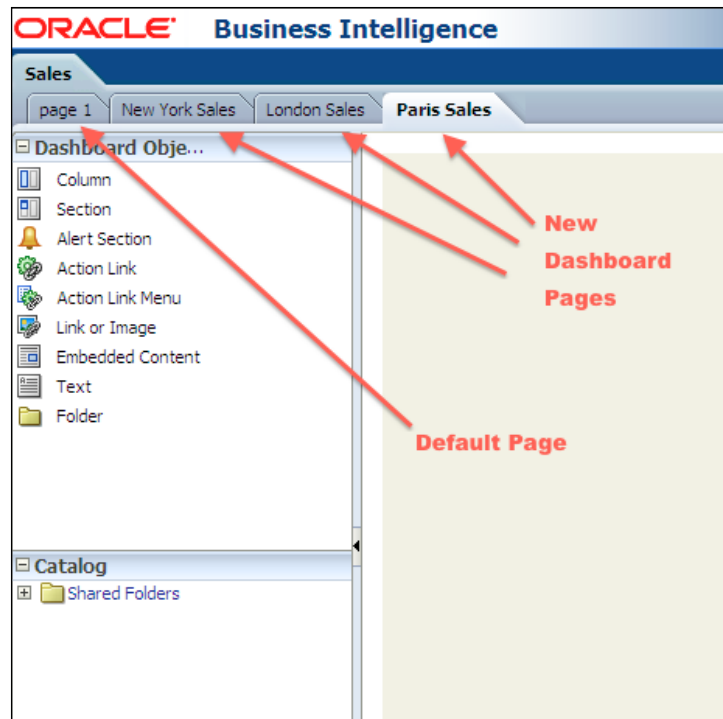 ORACLE Business Intelligence
Sales
page 1 New York Sales London Sales Paris Sales
Dashboard Obje...
Column
Section
Alert Section
Action Link
Action Link Menu
Link or Image
Embedded Content
Text
Folder
New
Dashboard
Pages
Default Page
Catalog
Shared Folders